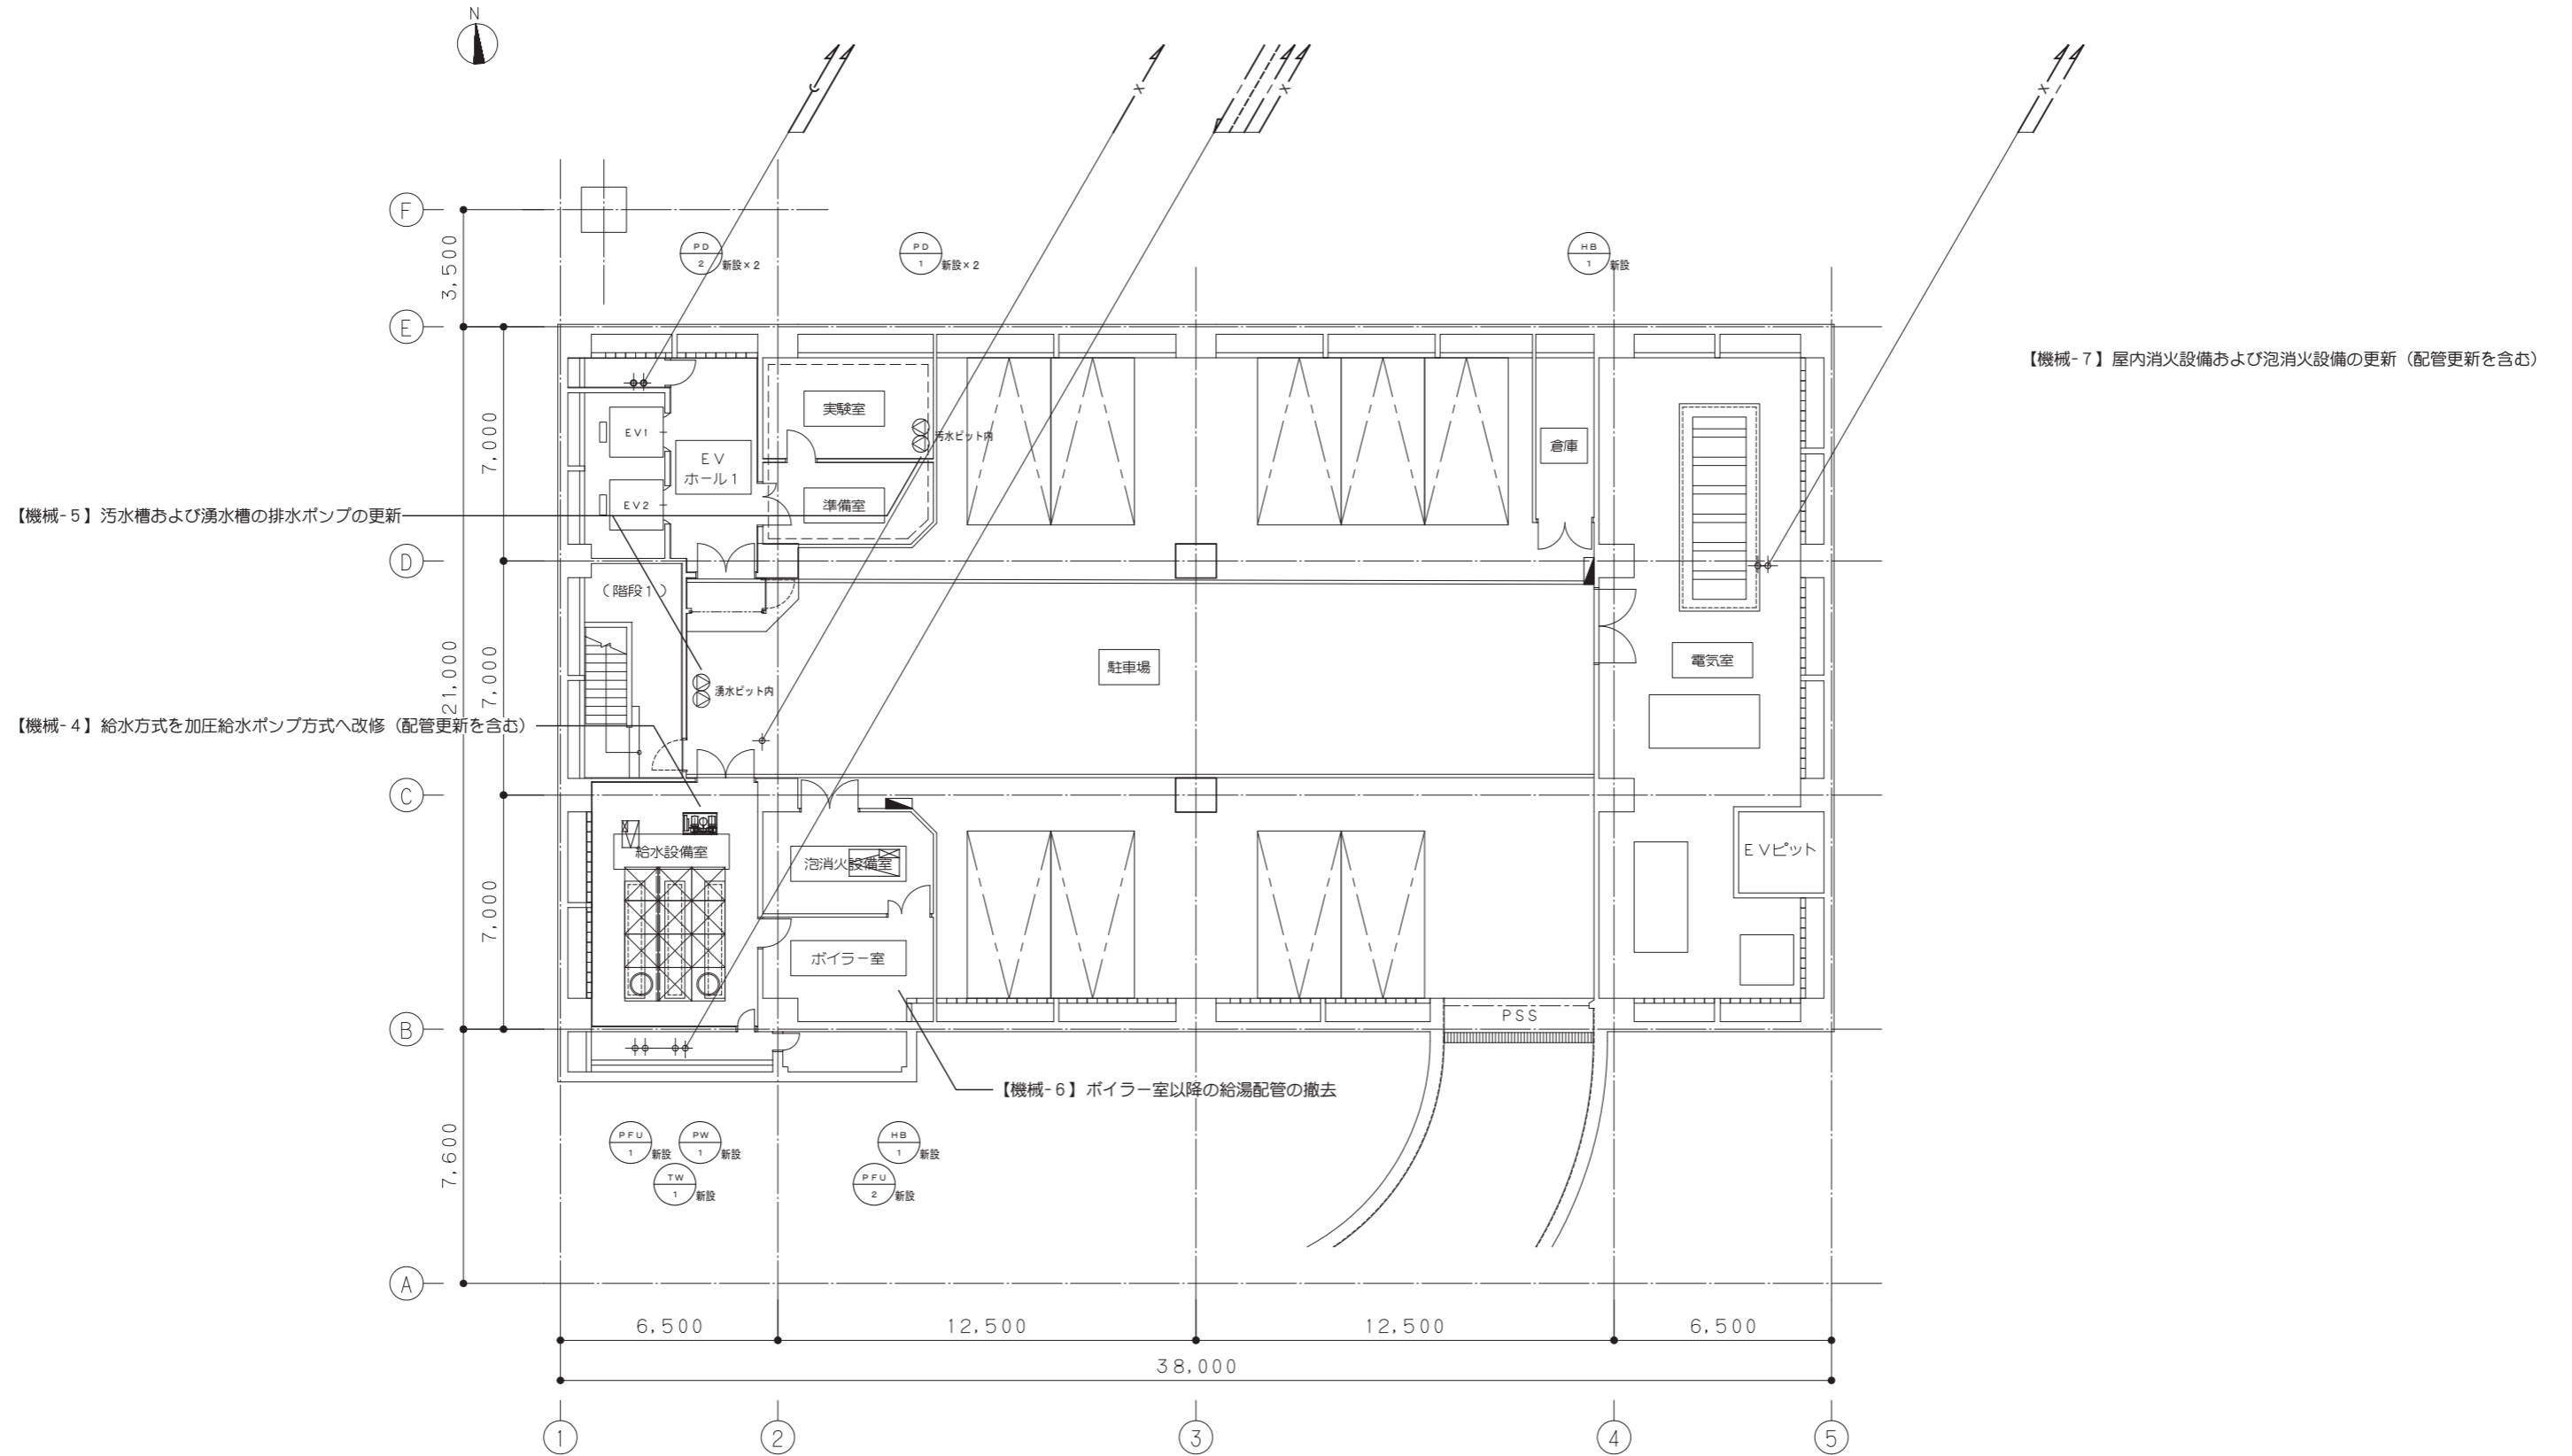 N
F
3,500
PD
2
新設×2
PD
1
新設×2
HB
1
新設
E
【機械-7】屋内消火設備および泡消火設備の更新（配管更新を含む）
7,000
実験室
EV1
汚水ピット内
倉庫
EV
ホール1
EV2
準備室
【機械-5】汚水槽および湧水槽の排水ポンプの更新
D
（階段1）
21,000
7,000
駐車場
電気室
湧水ピット内
【機械-4】給水方式を加圧給水ポンプ方式へ改修（配管更新を含む）
C
給水設備室
泡消火設備室
EVピット
7,000
ボイラー室
PSS
B
【機械-6】ボイラー室以降の給湯配管の撤去
7,600
PFU
1
新設
PW
1
新設
HB
1
新設
TW
1
新設
PFU
2
新設
A
6,500
12,500
12,500
6,500
38,000
1
2
3
4
5